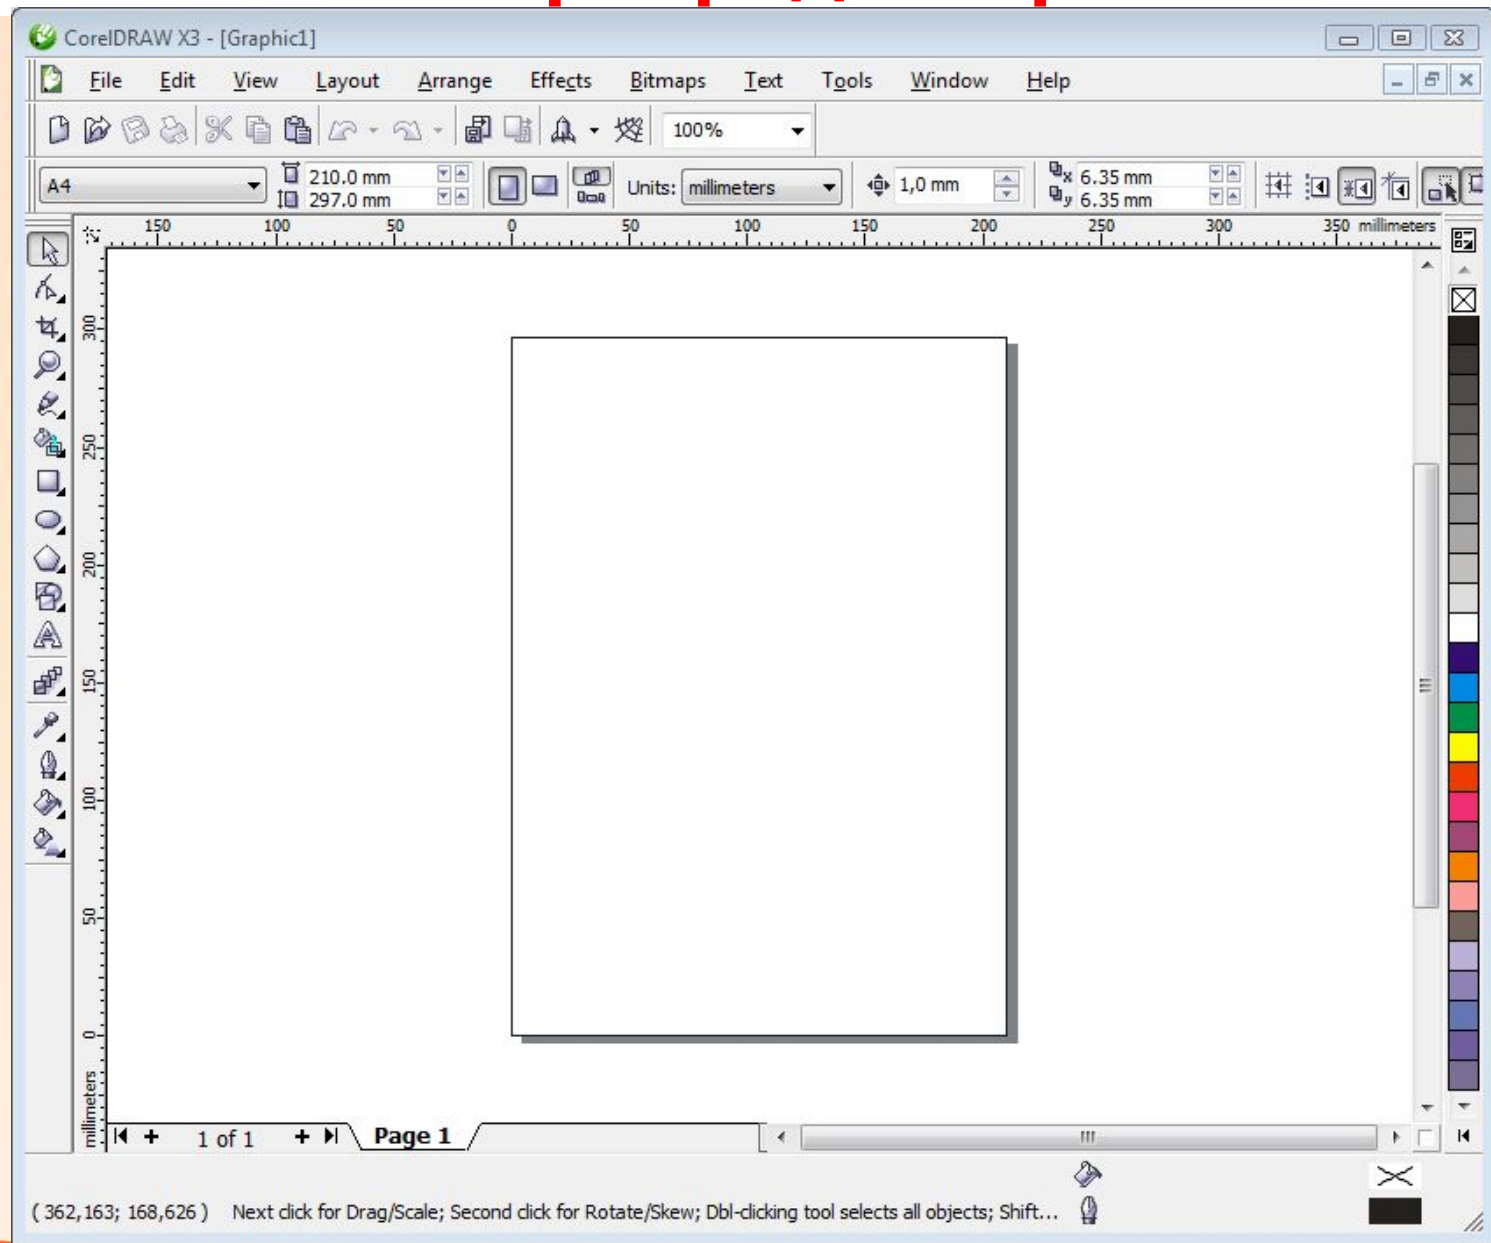 CorelDRAW X3 - [Graphic1]
File Edit View Layout Arrange Effects Bitmaps Text Tools Window Help
100%
A4 210.0 mm 297.0 mm Units: millimeters 1,0 mm 6.35 mm 6.35 mm
x
y
150 100 50 0 50 100 150 200 250 300 350 millimeters
300
250
200
150
100
50
0
millimeters
1 of 1 Page 1
( 362,163; 168,626 ) Next click for Drag/Scale; Second click for Rotate/Skew; Dbl-clicking tool selects all objects; Shift...